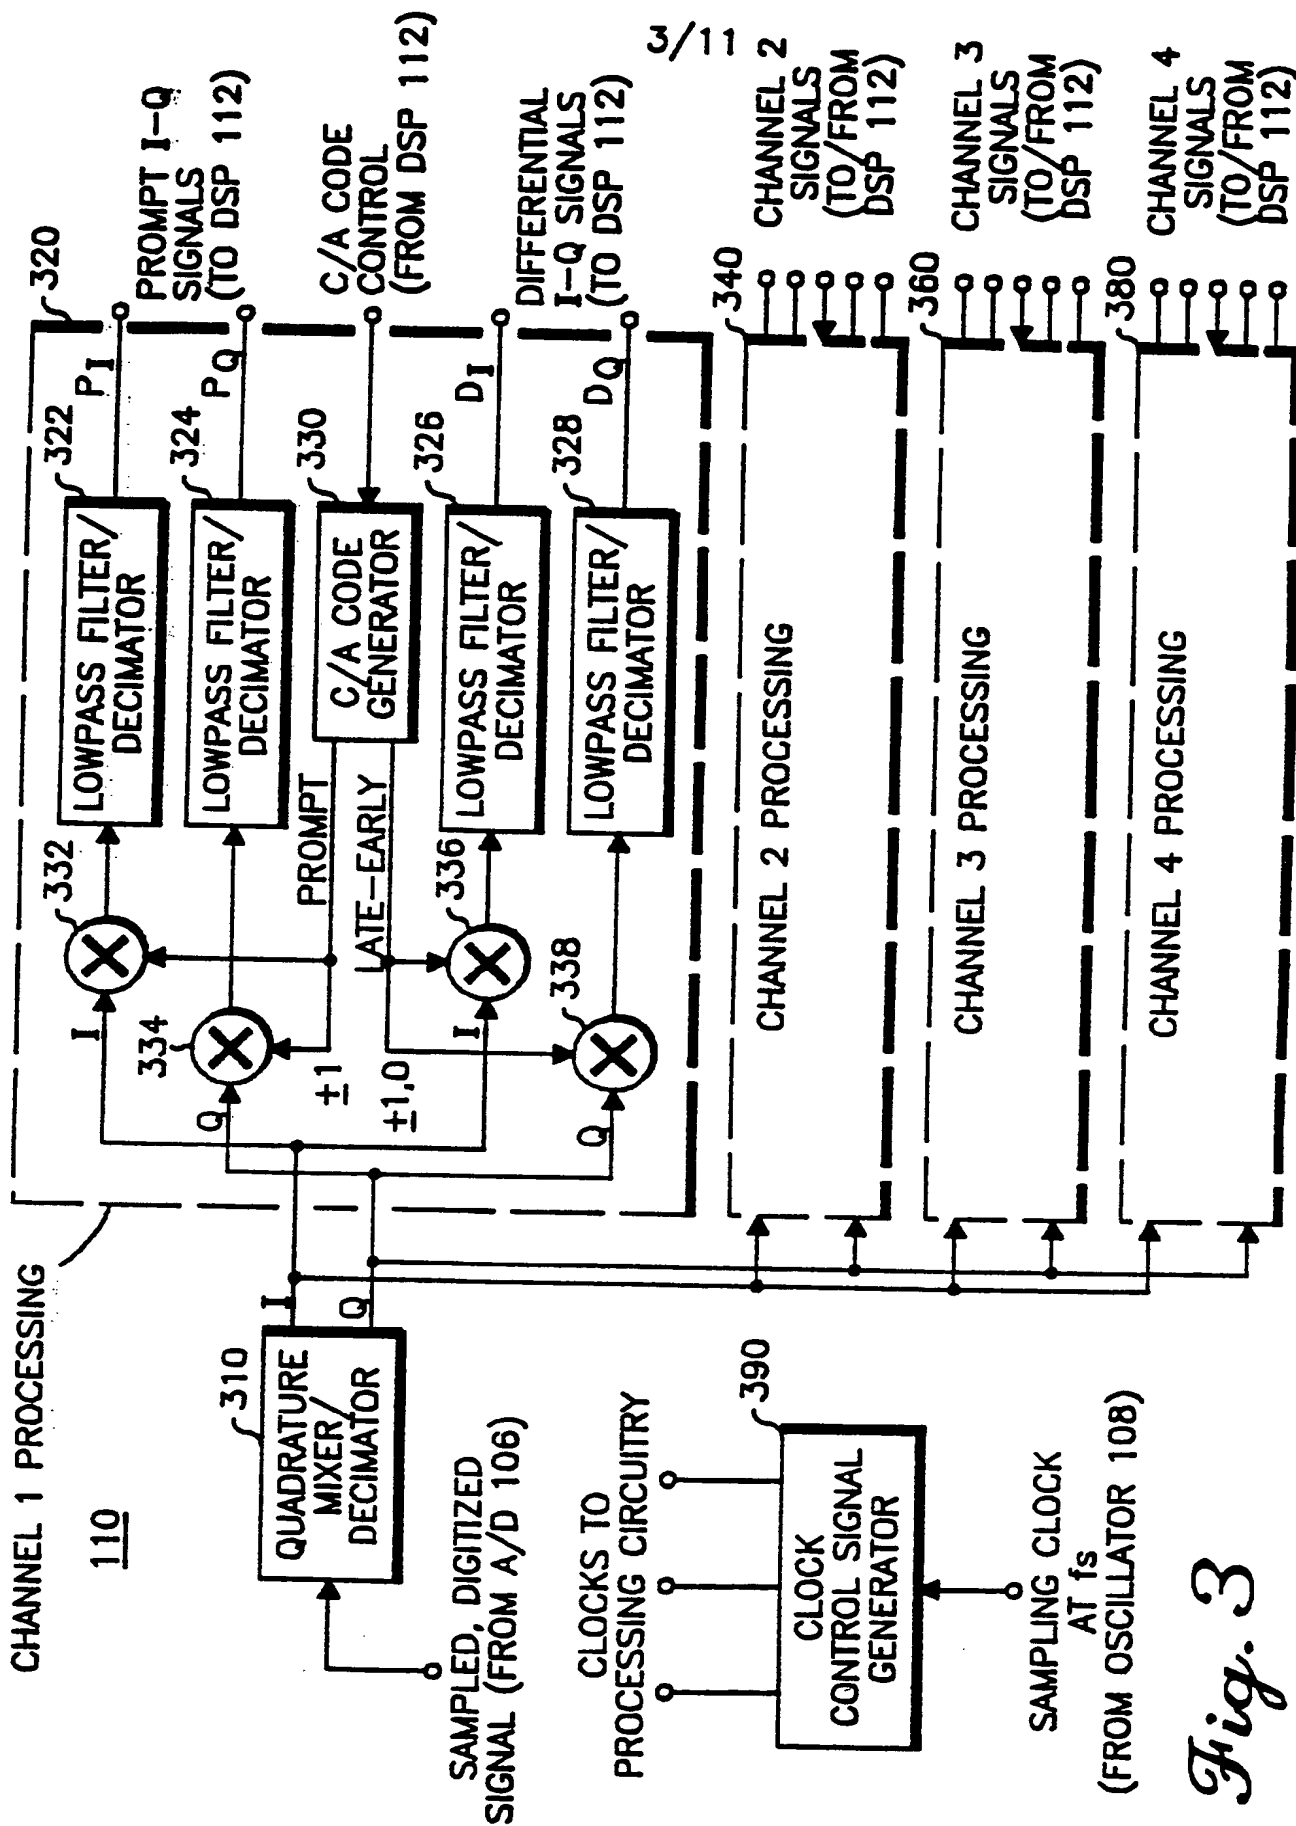 3/11
CHANNEL 1 PROCESSING
110
320
PROMPT I-Q
SIGNALS
(TO DSP 112)
C/A CODE
CONTROL
(FROM DSP 112)
DIFFERENTIAL
I-Q SIGNALS
(TO DSP 112)
310
QUADRATURE
MIXER/
DECIMATOR
I
Q
SAMPLED, DIGITIZED
SIGNAL (FROM A/D 106)
I
332
322
LOWPASS FILTER/
DECIMATOR
PI
Q
334
324
LOWPASS FILTER/
DECIMATOR
PQ
±1
PROMPT
330
C/A CODE
GENERATOR
±1,0
LATE-EARLY
I
336
326
LOWPASS FILTER/
DECIMATOR
DI
Q
338
328
LOWPASS FILTER/
DECIMATOR
DQ
340
CHANNEL 2 PROCESSING
CHANNEL 2
SIGNALS
(TO/FROM
DSP 112)
360
CHANNEL 3 PROCESSING
CHANNEL 3
SIGNALS
(TO/FROM
DSP 112)
380
CHANNEL 4 PROCESSING
CHANNEL 4
SIGNALS
(TO/FROM
DSP 112)
CLOCKS TO
PROCESSING CIRCUITRY
390
CLOCK
CONTROL SIGNAL
GENERATOR
SAMPLING CLOCK
AT fs
(FROM OSCILLATOR 108)
Fig. 3